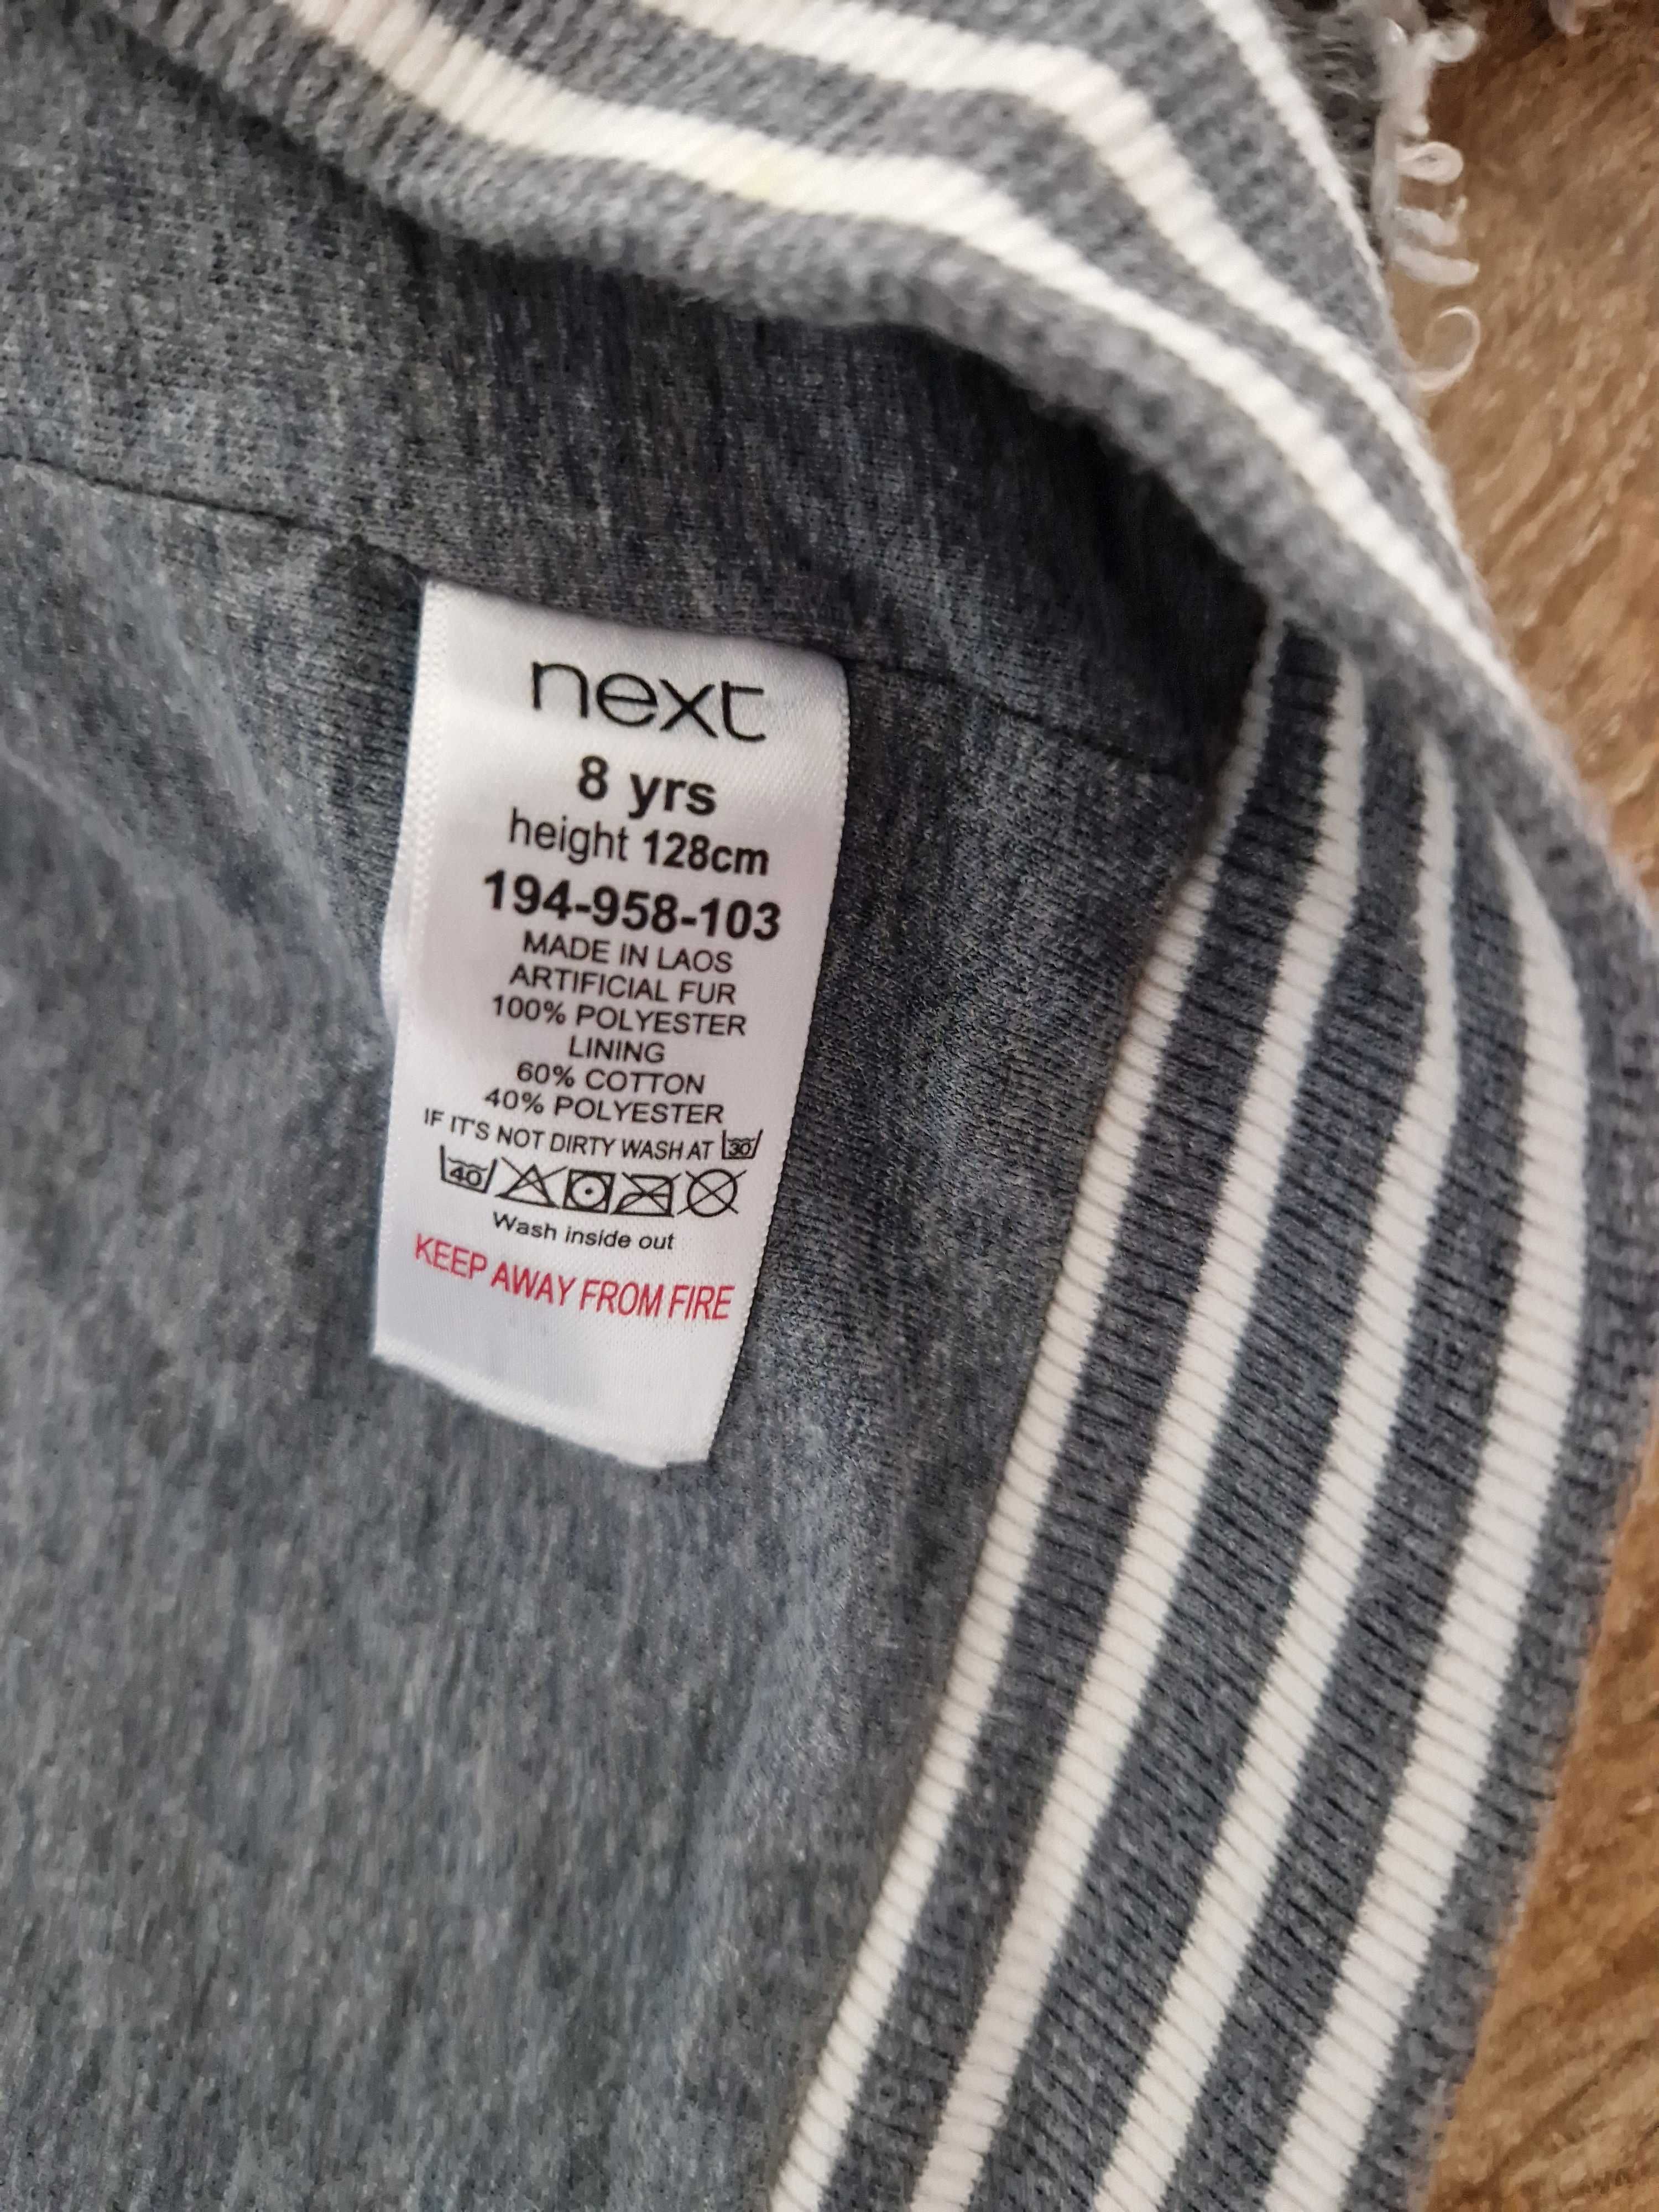 next
8 yrs
height 128cm
194-958-103
MADE IN LAOS
ARTIFICIAL FUR
100% POLYESTER
LINING
60% COTTON
40% POLYESTER
IF IT'S NOT DIRTY WASH AT 30
40
Wash inside out
KEEP AWAY FROM FIRE